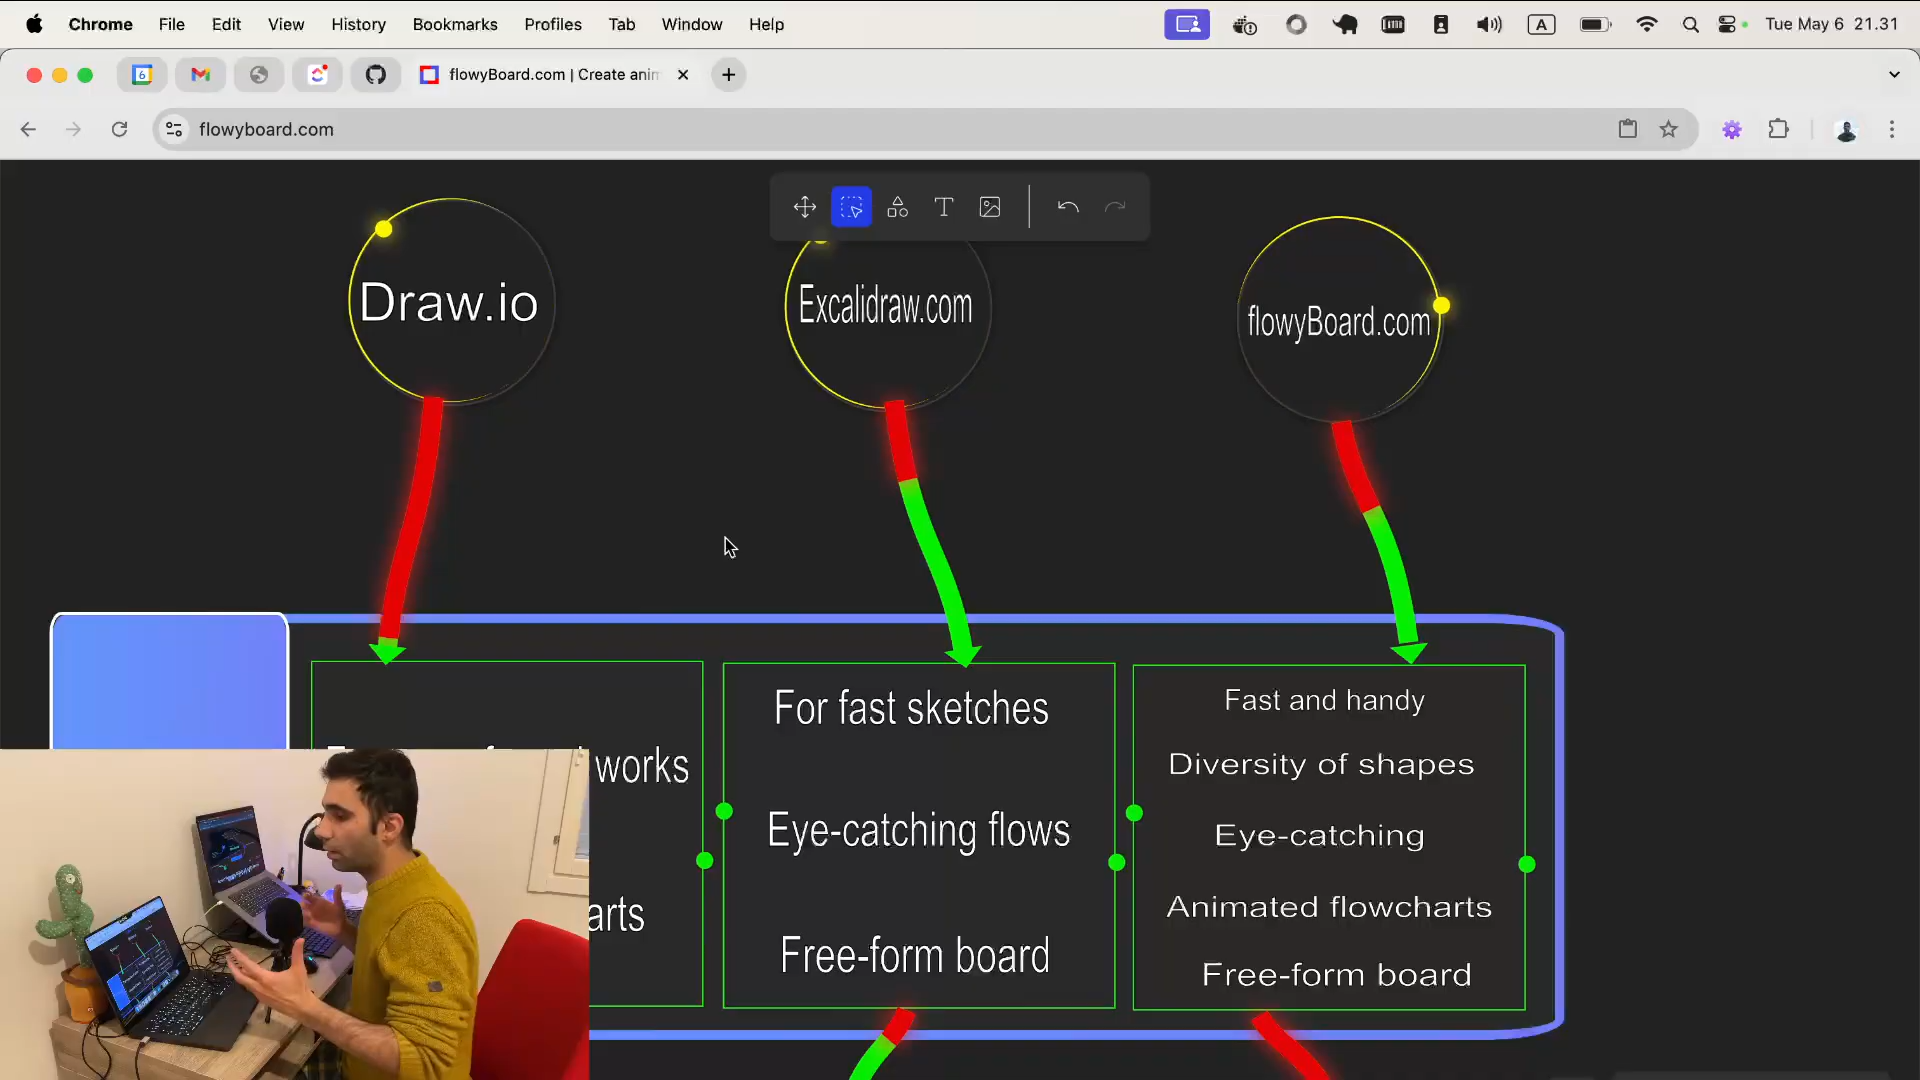 Chrome File Edit View History Bookmarks Profiles Tab Window Help A Tue May 6 21.31
6 flowyBoard.com | Create anim
flowyboard.com
T
Draw.io
Excalidraw.com
flowyBoard.com
works
arts
For fast sketches
Eye-catching flows
Free-form board
Fast and handy
Diversity of shapes
Eye-catching
Animated flowcharts
Free-form board